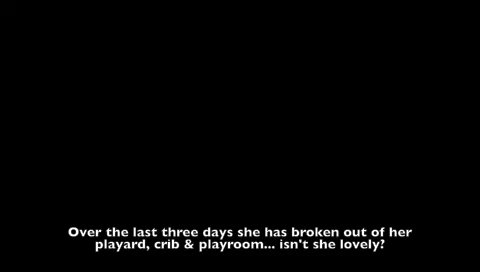 Over the last three days she has broken out of her
playard, crib & playroom... isn't she lovely?